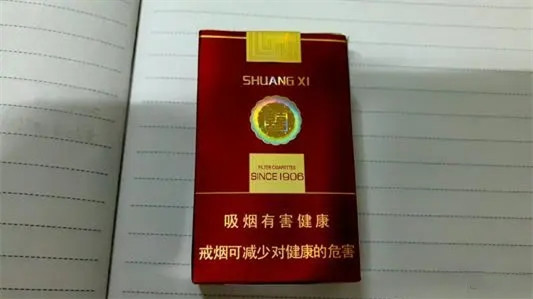 SHUANG XI
FILTER CIGARETTES
SINCE 1906
吸烟有害健康
戒烟可减少对健康的危害